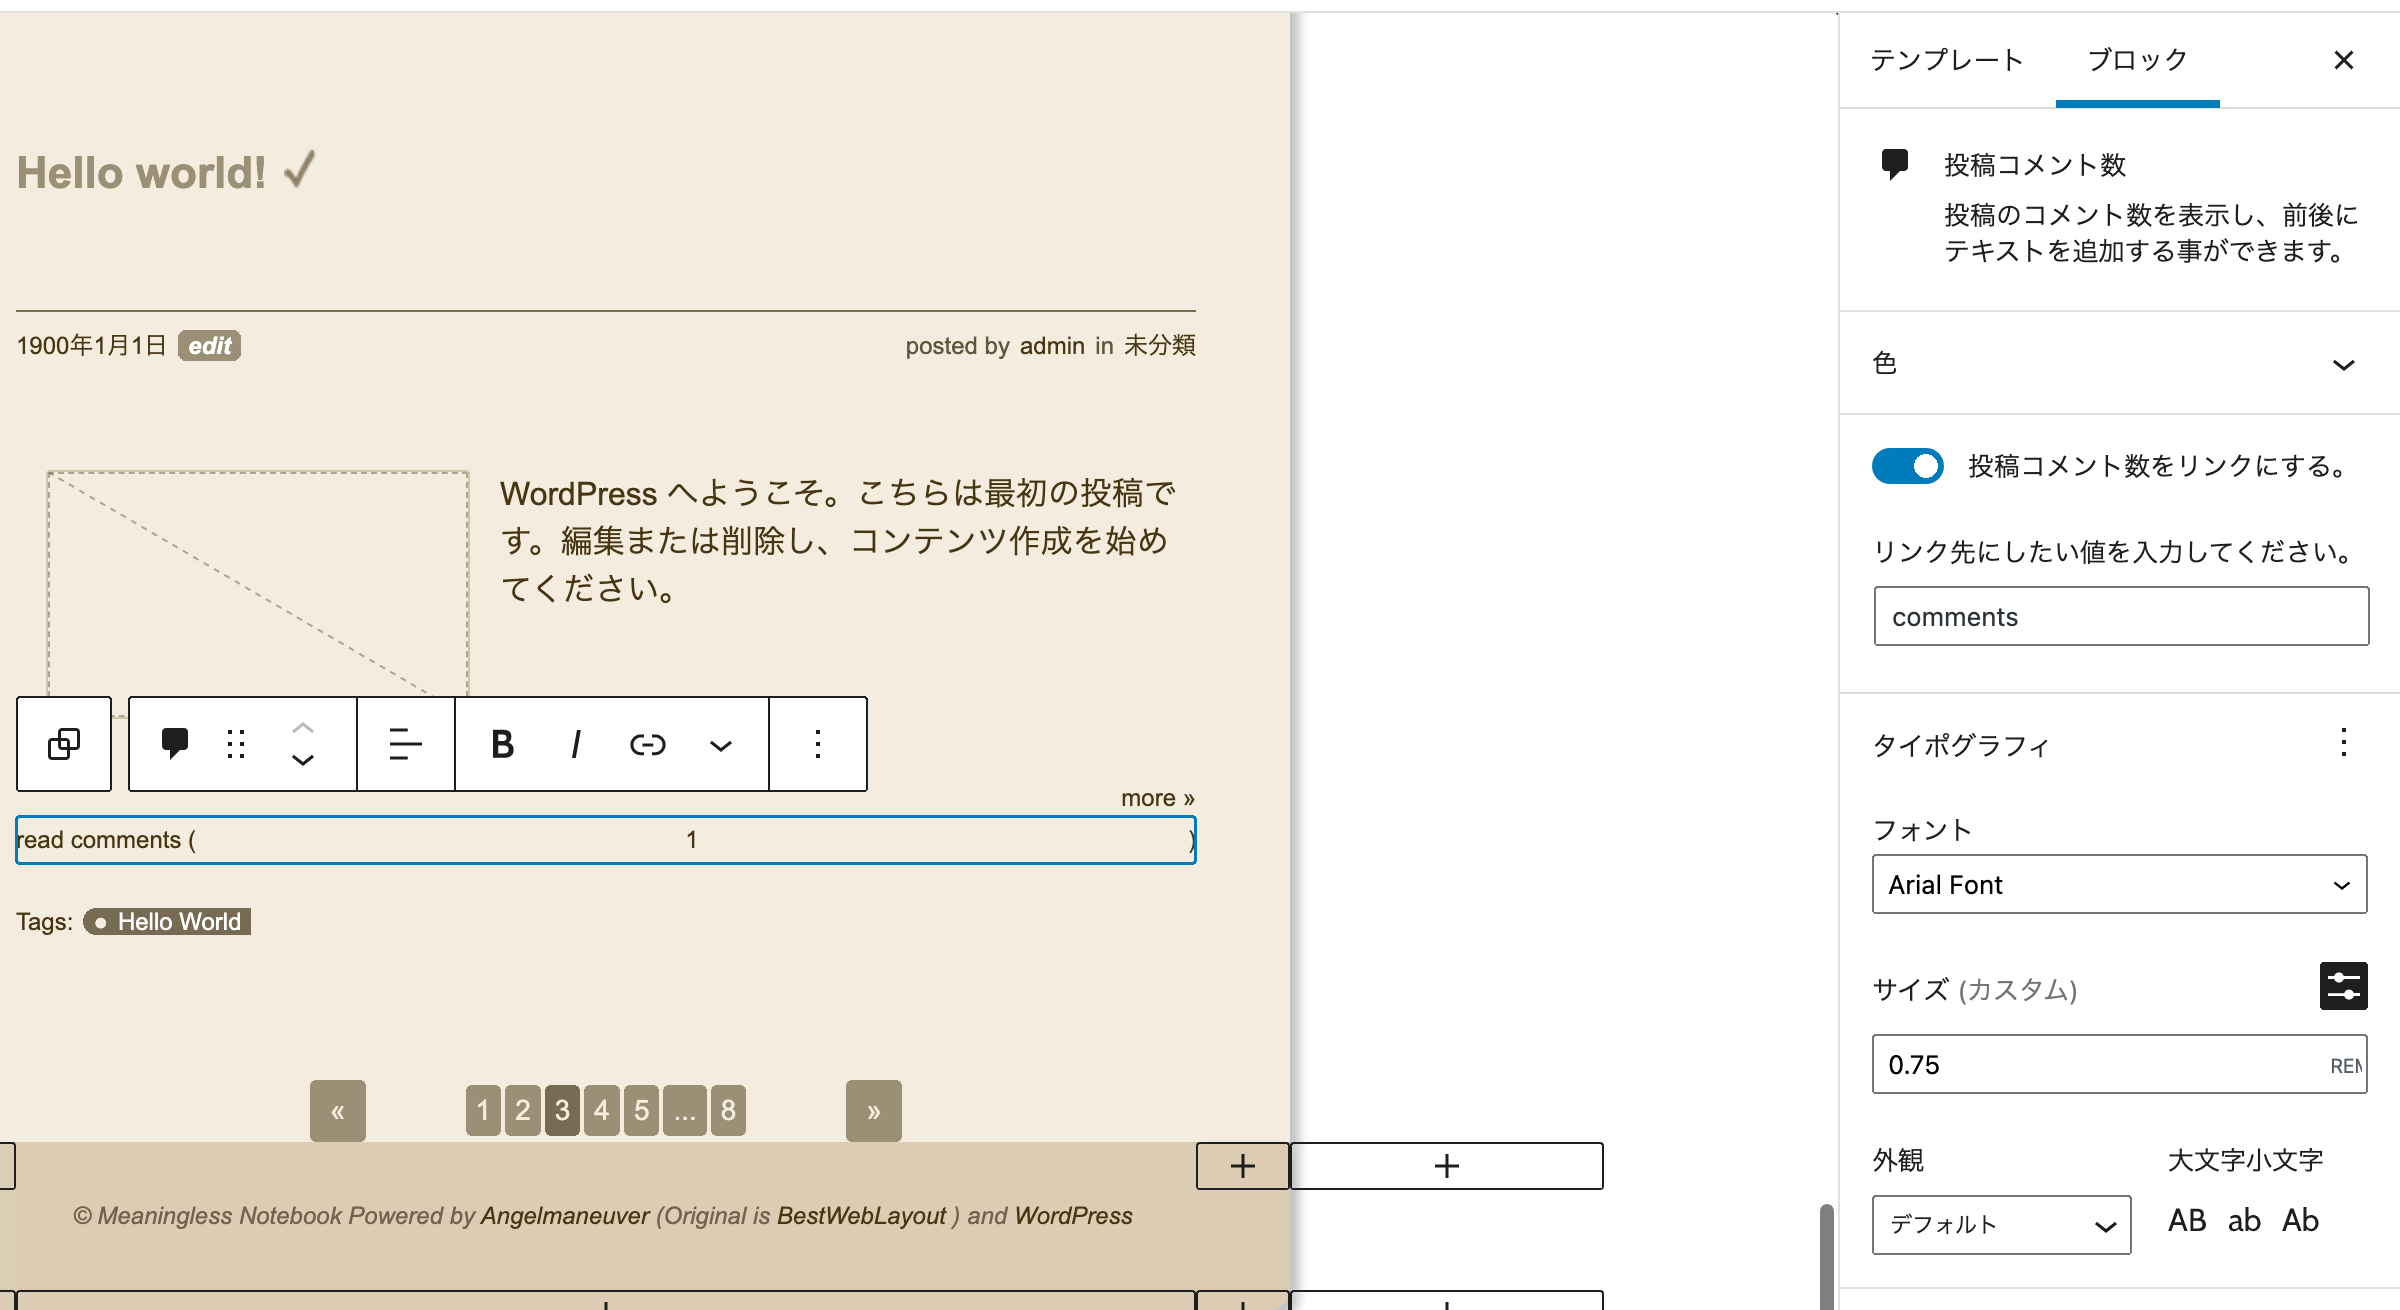 Hello world!
1900年1月1日 edit
posted by admin in 未分類
WordPress へようこそ。こちらは最初の投稿で
す。編集または削除し、コンテンツ作成を始め
てください。
B I
more »
read comments ( 1 )
Tags: Hello World
« 1 2 3 4 5 ... 8 »
© Meaningless Notebook Powered by Angelmaneuver (Original is BestWebLayout ) and WordPress
テンプレート ブロック
投稿コメント数
投稿のコメント数を表示し、前後に
テキストを追加する事ができます。
色
投稿コメント数をリンクにする。
リンク先にしたい値を入力してください。
comments
タイポグラフィ
フォント
Arial Font
サイズ (カスタム)
0.75 REM
外観 大文字小文字
デフォルト AB ab Ab